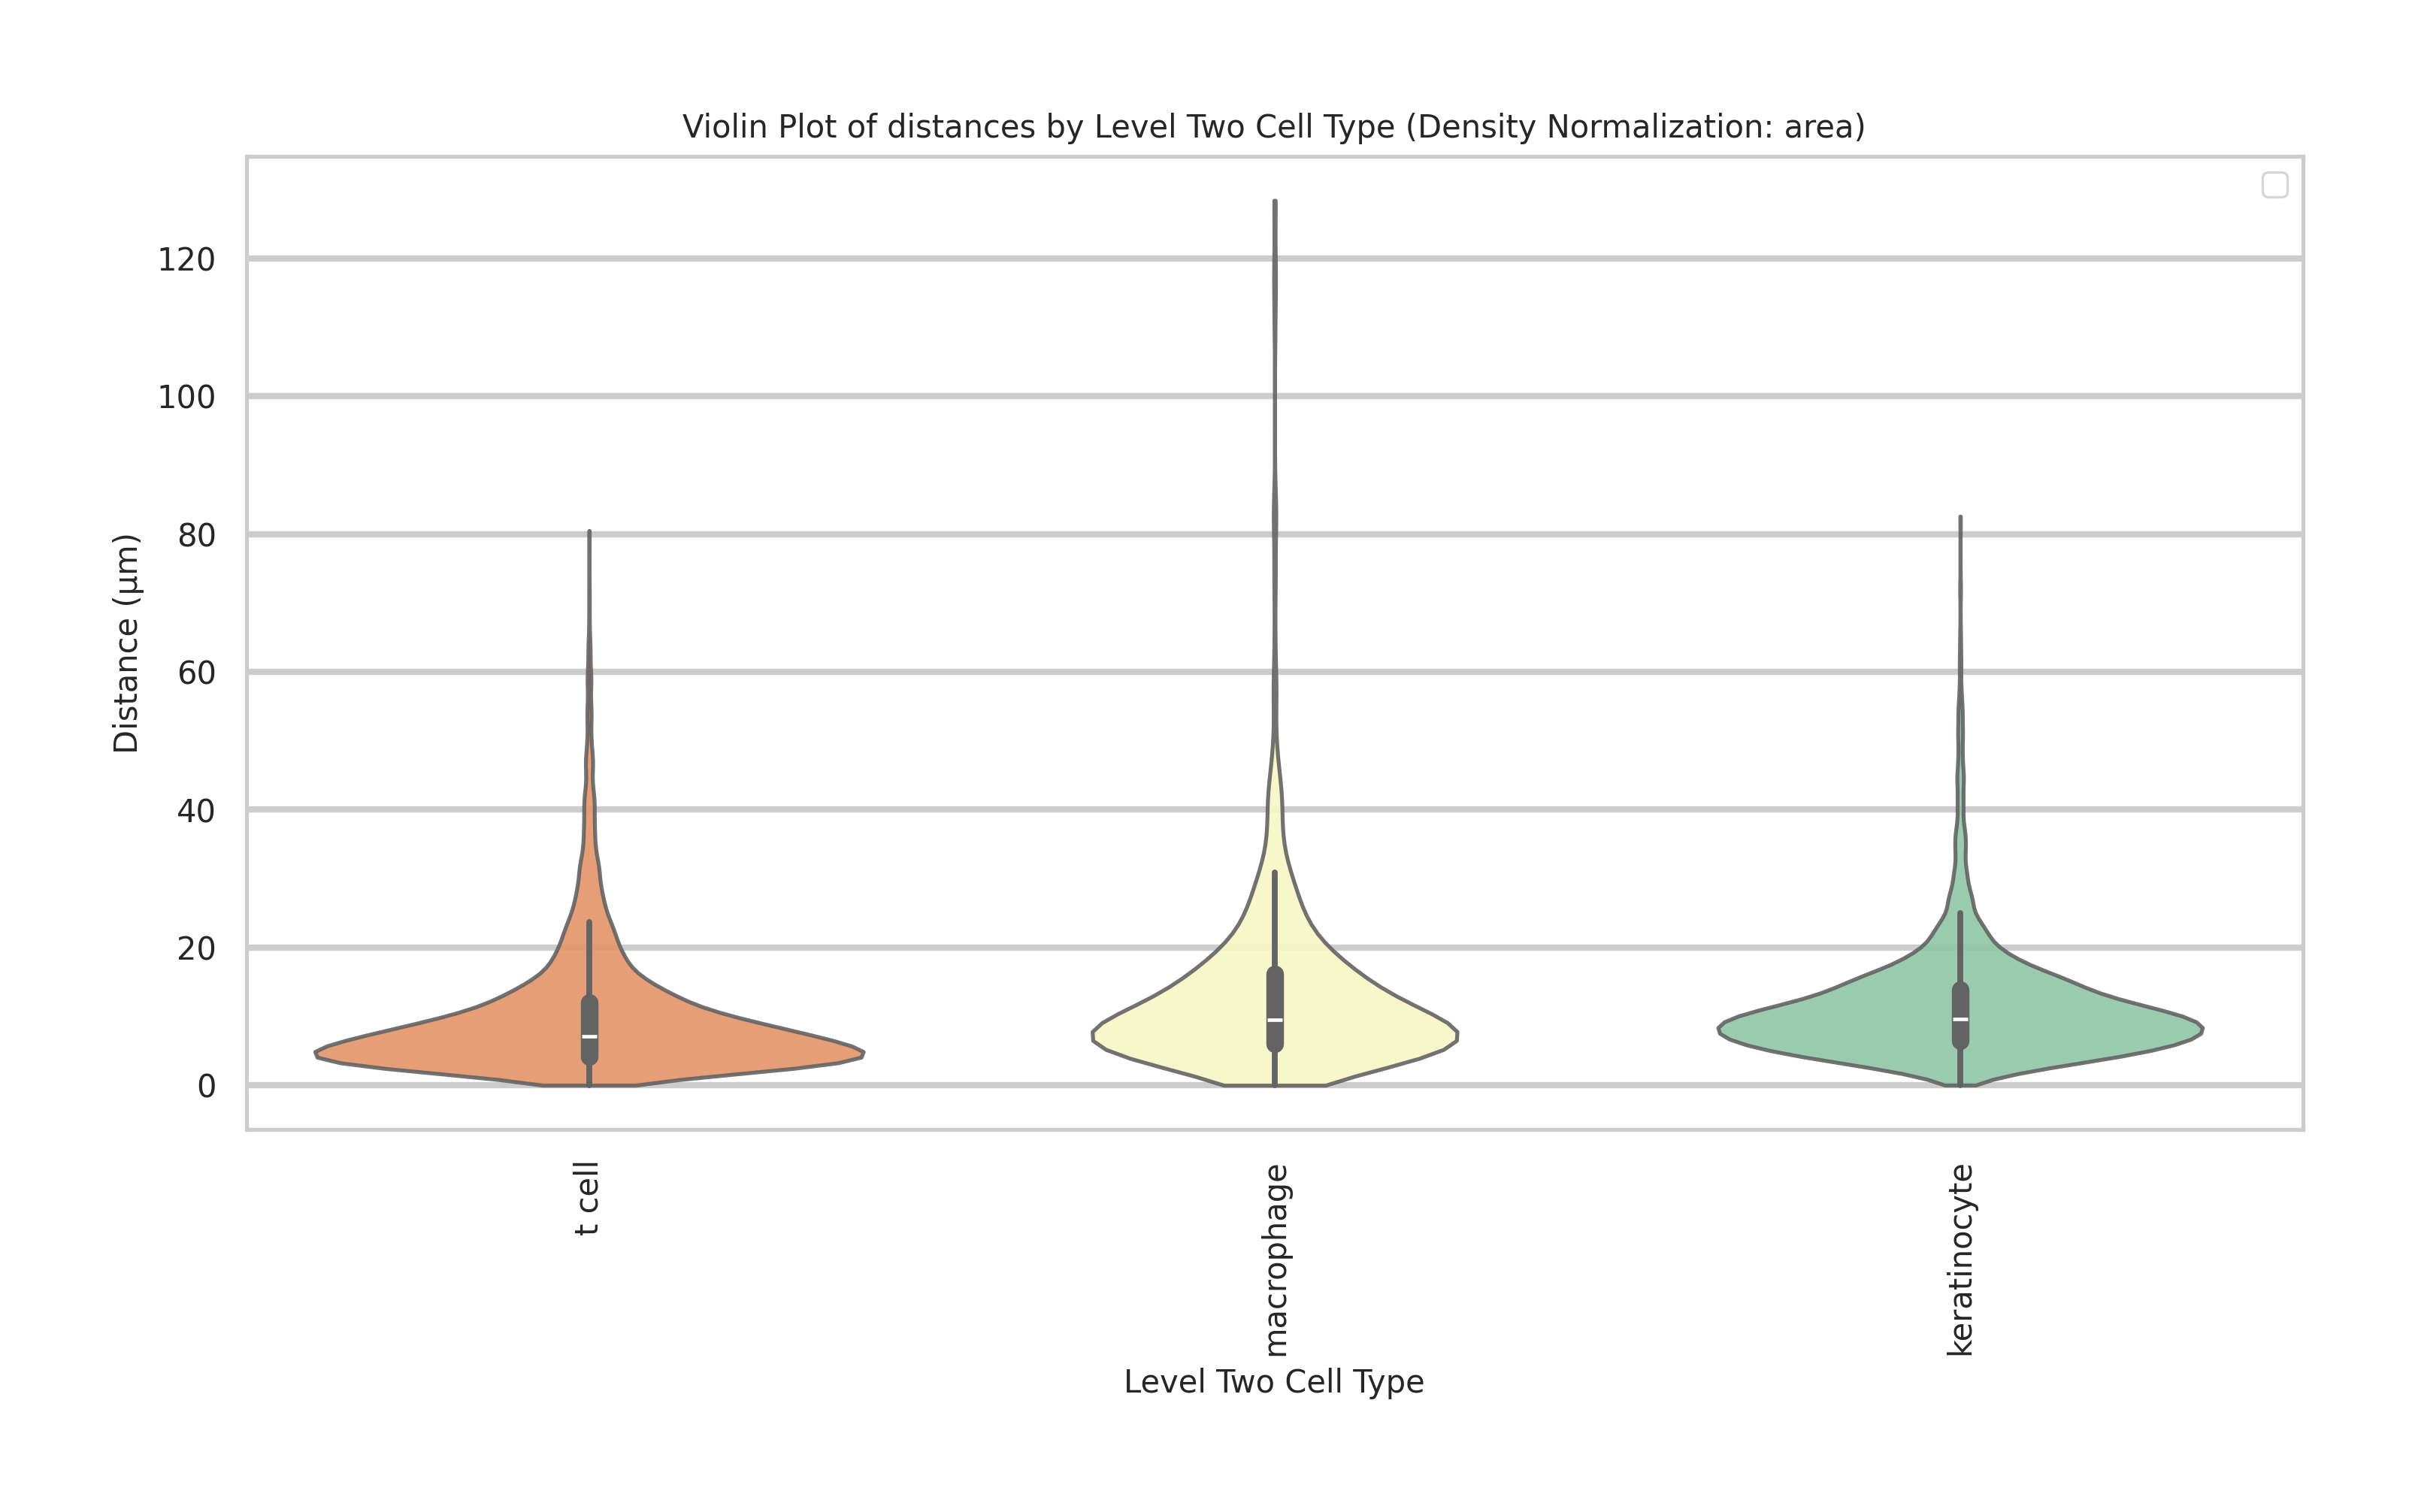 Violin Plot of distances by Level Two Cell Type (Density Normalization: area)
120
100
80
60
40
20
0
Distance (μm)
t cell
macrophage
keratinocyte
Level Two Cell Type